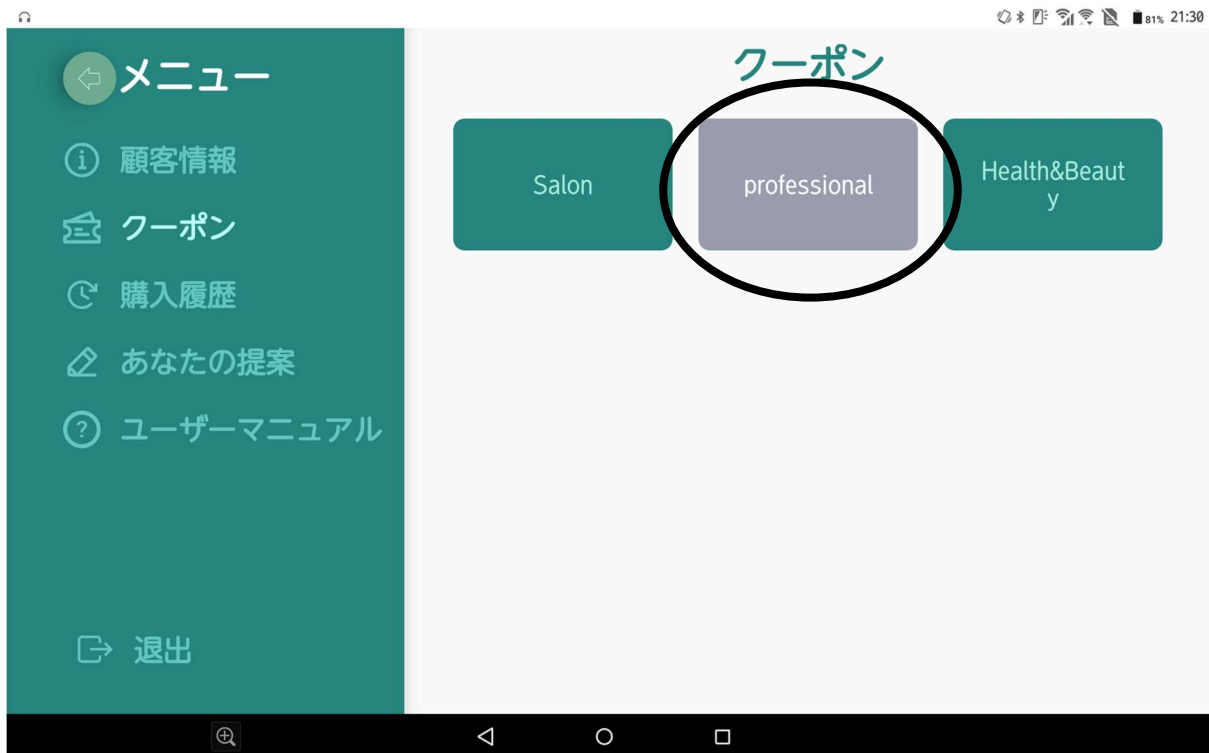 81% 21:30
メニュー
クーポン
顧客情報
クーポン
購入履歴
あなたの提案
ユーザーマニュアル
退出
Salon
professional
Health&Beaut
y